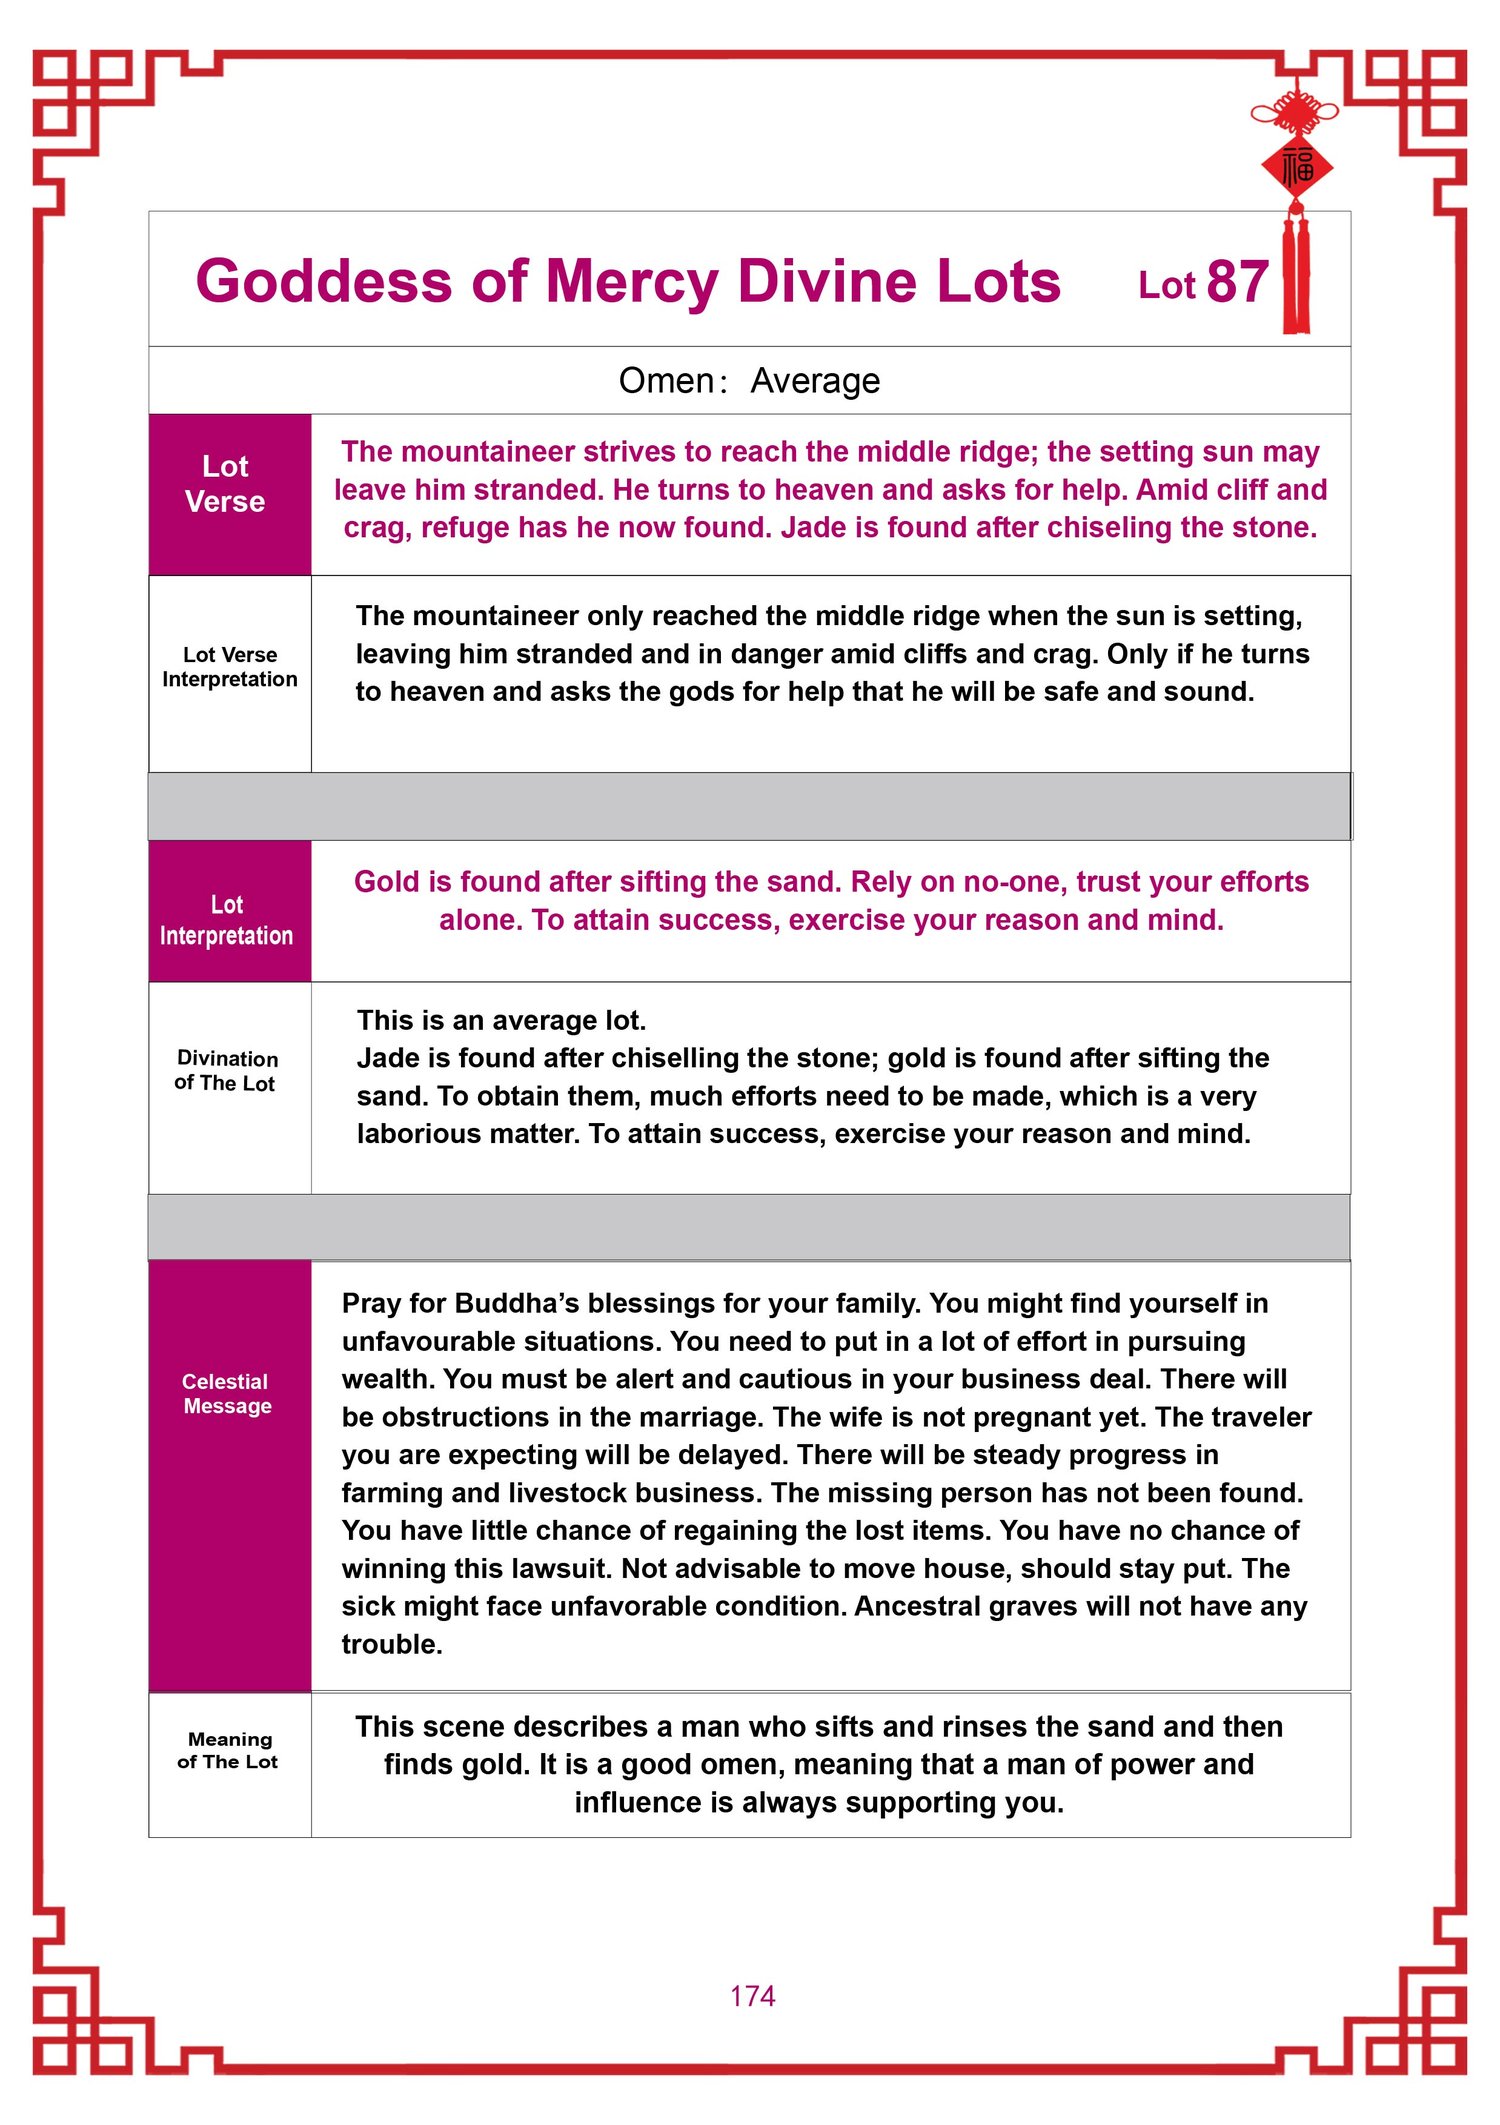 福
Goddess of Mercy Divine Lots Lot 87
Omen： Average
Lot
Verse
The mountaineer strives to reach the middle ridge; the setting sun may
leave him stranded. He turns to heaven and asks for help. Amid cliff and
crag, refuge has he now found. Jade is found after chiseling the stone.
Lot Verse
Interpretation
The mountaineer only reached the middle ridge when the sun is setting,
leaving him stranded and in danger amid cliffs and crag. Only if he turns
to heaven and asks the gods for help that he will be safe and sound.
Lot
Interpretation
Gold is found after sifting the sand. Rely on no-one, trust your efforts
alone. To attain success, exercise your reason and mind.
Divination
of The Lot
This is an average lot.
Jade is found after chiselling the stone; gold is found after sifting the
sand. To obtain them, much efforts need to be made, which is a very
laborious matter. To attain success, exercise your reason and mind.
Celestial
Message
Pray for Buddha’s blessings for your family. You might find yourself in
unfavourable situations. You need to put in a lot of effort in pursuing
wealth. You must be alert and cautious in your business deal. There will
be obstructions in the marriage. The wife is not pregnant yet. The traveler
you are expecting will be delayed. There will be steady progress in
farming and livestock business. The missing person has not been found.
You have little chance of regaining the lost items. You have no chance of
winning this lawsuit. Not advisable to move house, should stay put. The
sick might face unfavorable condition. Ancestral graves will not have any
trouble.
Meaning
of The Lot
This scene describes a man who sifts and rinses the sand and then
finds gold. It is a good omen, meaning that a man of power and
influence is always supporting you.
174